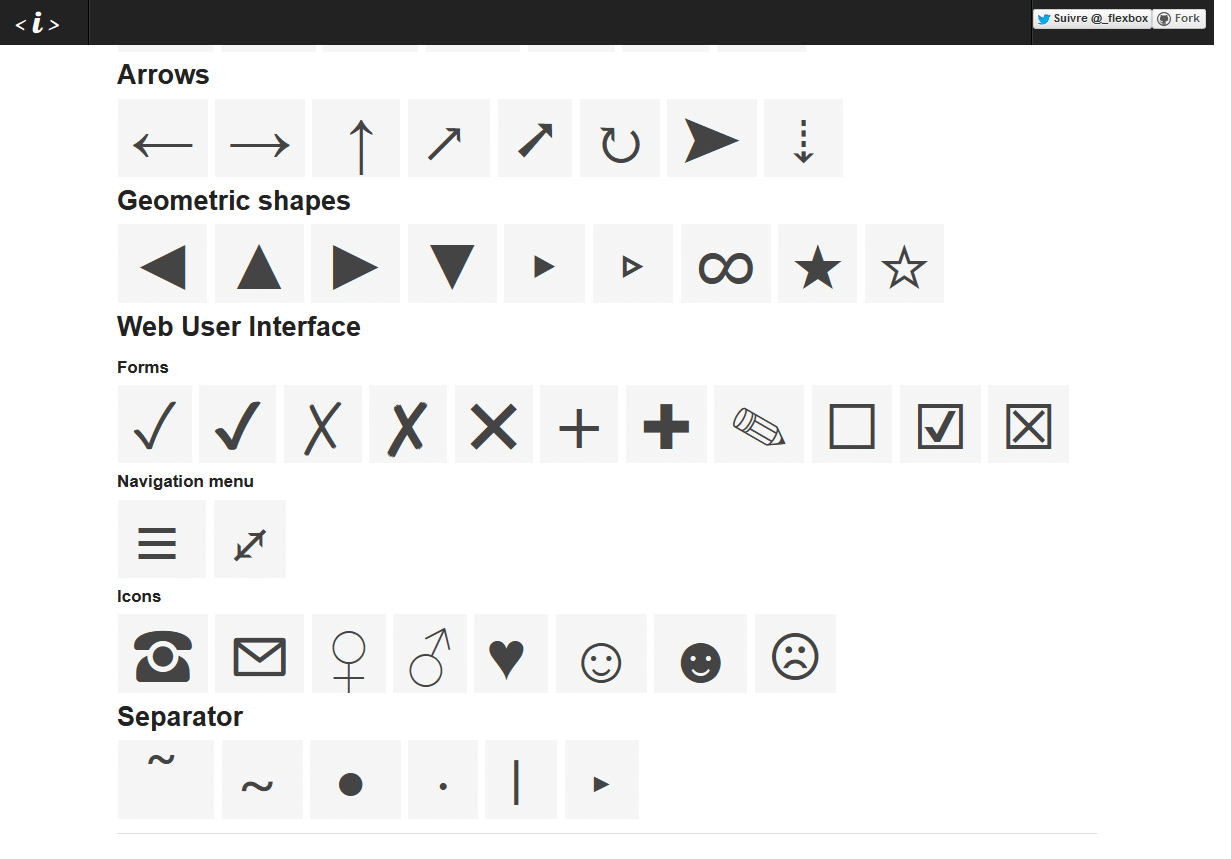 < i >
Suivre @_flexbox Fork
Arrows
← → ↑ ↗ ➚ ↻ ➤ ⇣
Geometric shapes
◀ ▲ ▶ ▼ ▸ ▹ ∞ ★ ☆
Web User Interface
Forms
✓ ✔ ╳ ✘ ✕ + ✚ ✎ ☐ ☑ ☒
Navigation menu
≡ ⤢
Icons
☎ ✉ ♀ ♂ ♥ ☺ ☻ ☹
Separator
˜ ~ • · | ▸